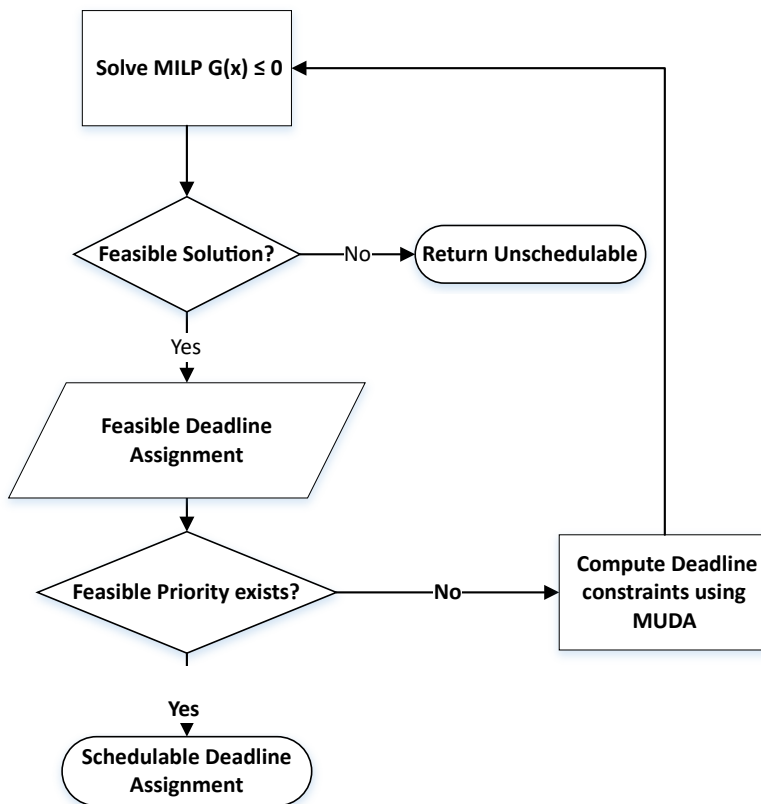 Solve MILP G(x) ≤ 0
Feasible Solution?
No
Return Unschedulable
Yes
Feasible Deadline
Assignment
Feasible Priority exists?
No
Compute Deadline
constraints using
MUDA
Yes
Schedulable Deadline
Assignment